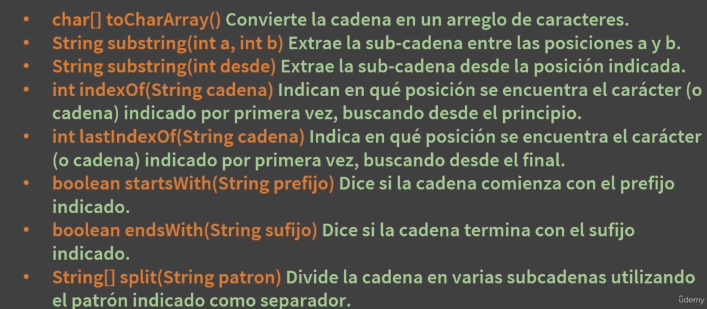 • char[] toCharArray() Convierte la cadena en un arreglo de caracteres.
• String substring(int a, int b) Extrae la sub-cadena entre las posiciones a y b.
• String substring(int desde) Extrae la sub-cadena desde la posición indicada.
• int indexOf(String cadena) Indican en qué posición se encuentra el carácter (o
cadena) indicado por primera vez, buscando desde el principio.
• int lastIndexOf(String cadena) Indica en qué posición se encuentra el carácter
(o cadena) indicado por primera vez, buscando desde el final.
• boolean startsWith(String prefijo) Dice si la cadena comienza con el prefijo
indicado.
• boolean endsWith(String sufijo) Dice si la cadena termina con el sufijo
indicado.
• String[] split(String patron) Divide la cadena en varias subcadenas utilizando
el patrón indicado como separador.
ûdemy